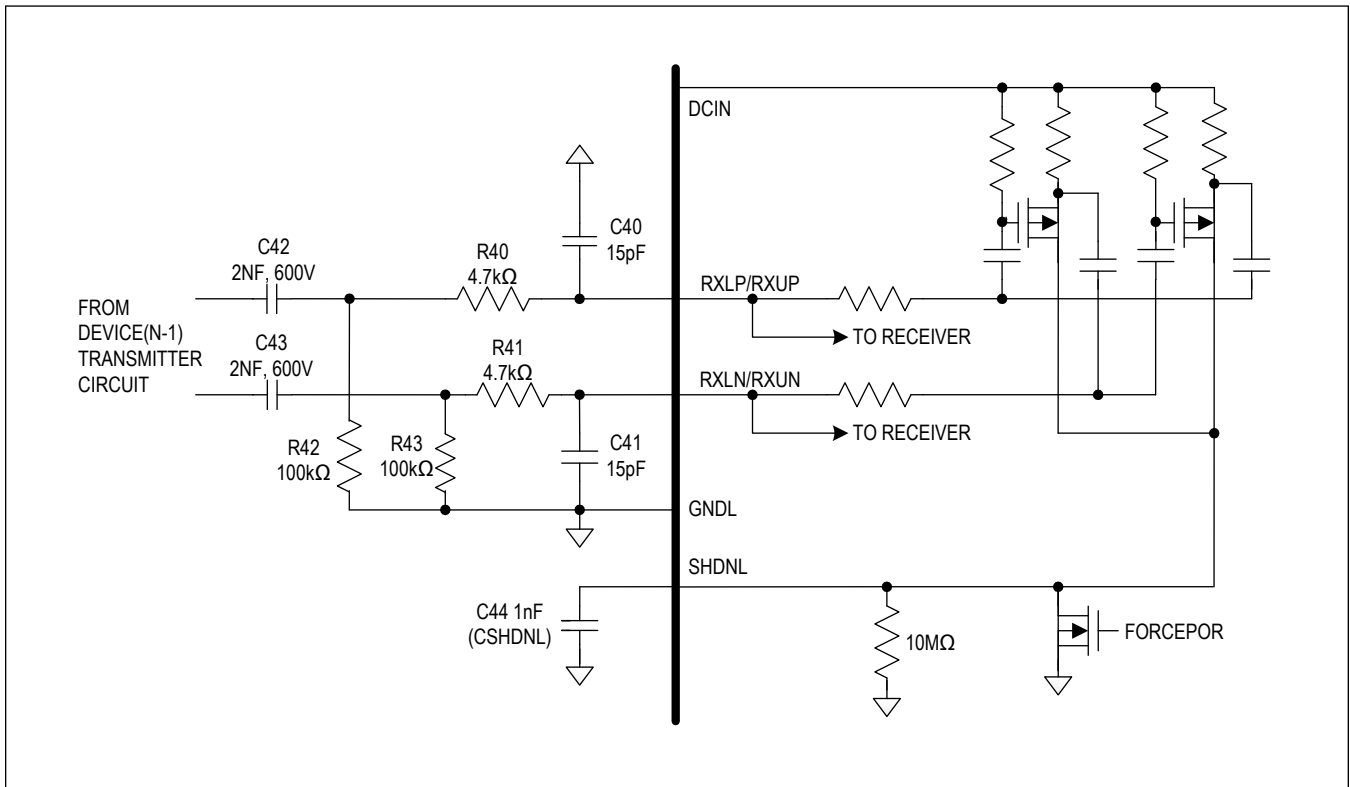 DCIN
C40
15pF
C42
2NF, 600V
R40
4.7kΩ
RXLP/RXUP
FROM
DEVICE(N-1)
TRANSMITTER
CIRCUIT
TO RECEIVER
C43
2NF, 600V
R41
4.7kΩ
RXLN/RXUN
TO RECEIVER
R42
100kΩ
R43
100kΩ
C41
15pF
GNDL
SHDNL
C44 1nF
(CSHDNL)
10MΩ
FORCEPOR